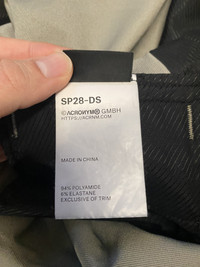 SP28-DS
©ACRONYM® GMBH
HTTPS://ACRNM.COM
MADE IN CHINA
94% POLYAMIDE
6% ELASTANE
EXCLUSIVE OF TRIM